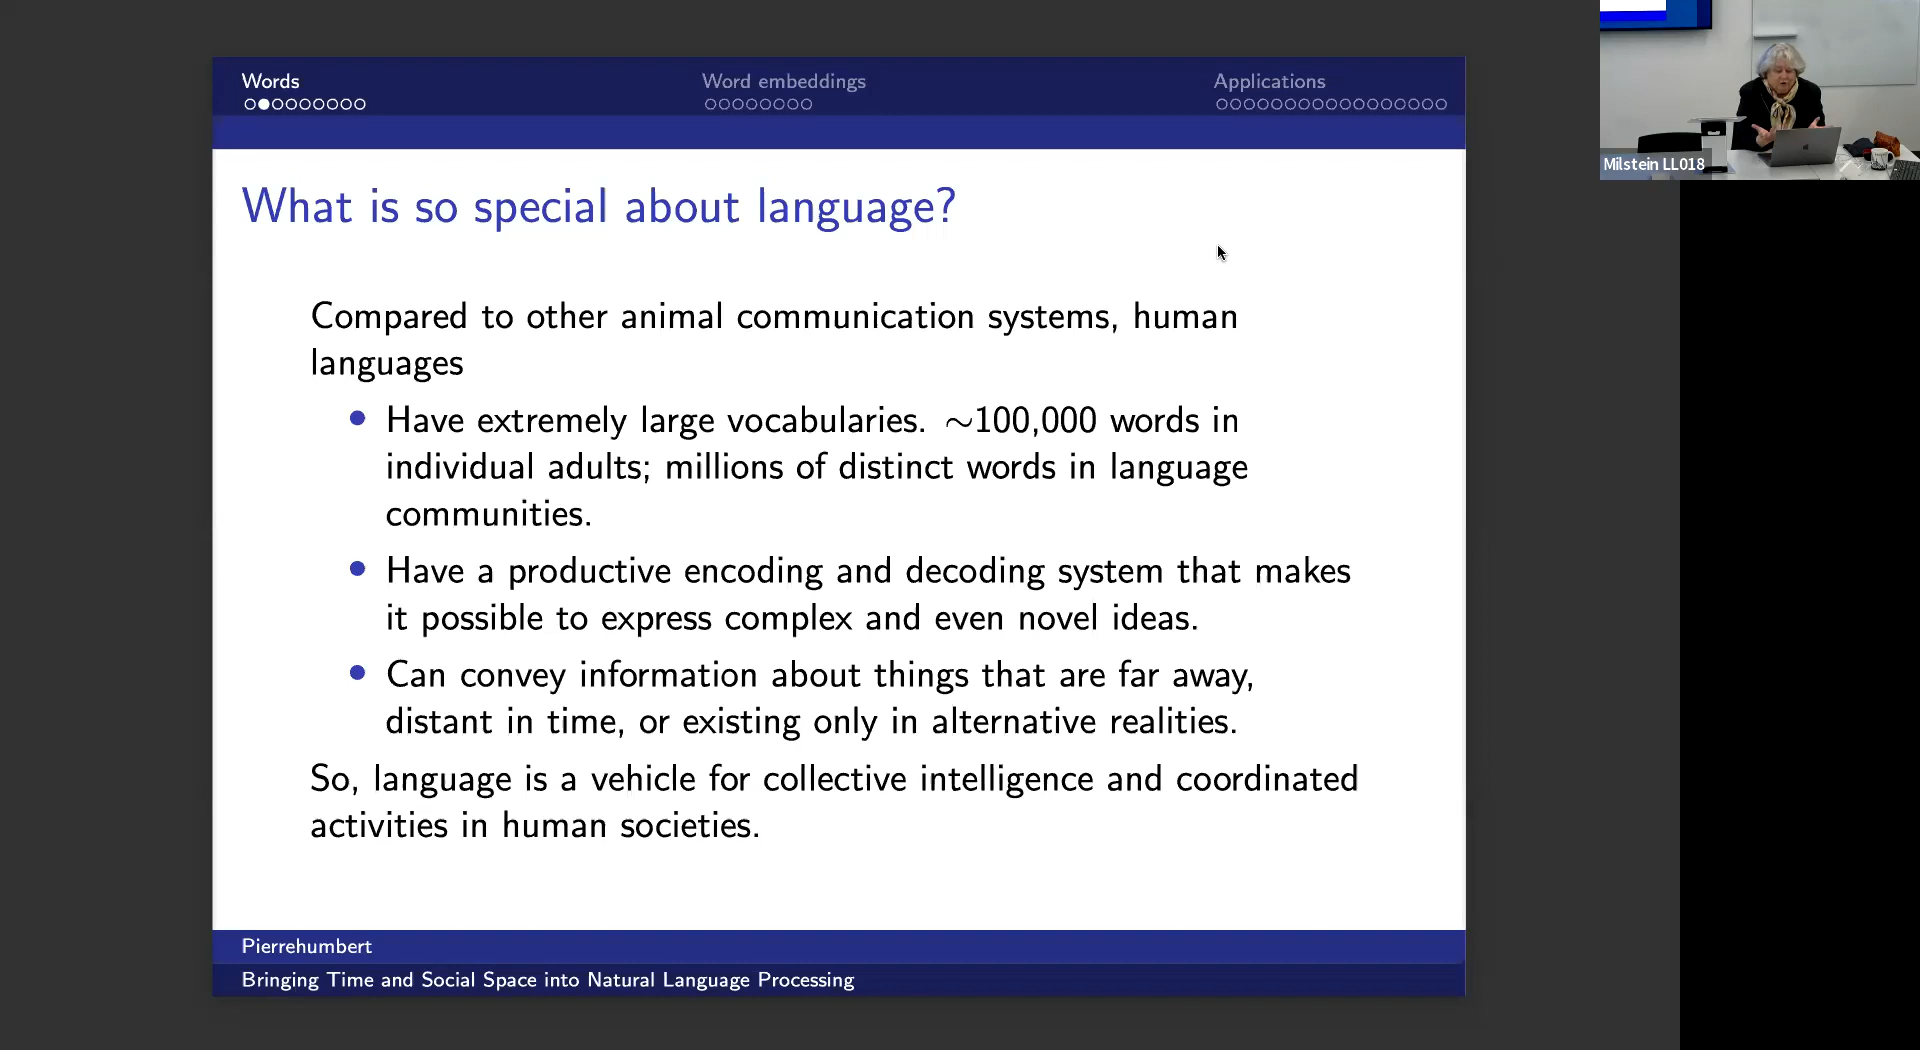 Words
Word embeddings
Applications
What is so special about language?
Compared to other animal communication systems, human
languages
Have extremely large vocabularies. ~100,000 words in
individual adults; millions of distinct words in language
communities.
Have a productive encoding and decoding system that makes
it possible to express complex and even novel ideas.
Can convey information about things that are far away,
distant in time, or existing only in alternative realities.
So, language is a vehicle for collective intelligence and coordinated
activities in human societies.
Pierrehumbert
Bringing Time and Social Space into Natural Language Processing
Milstein LL018